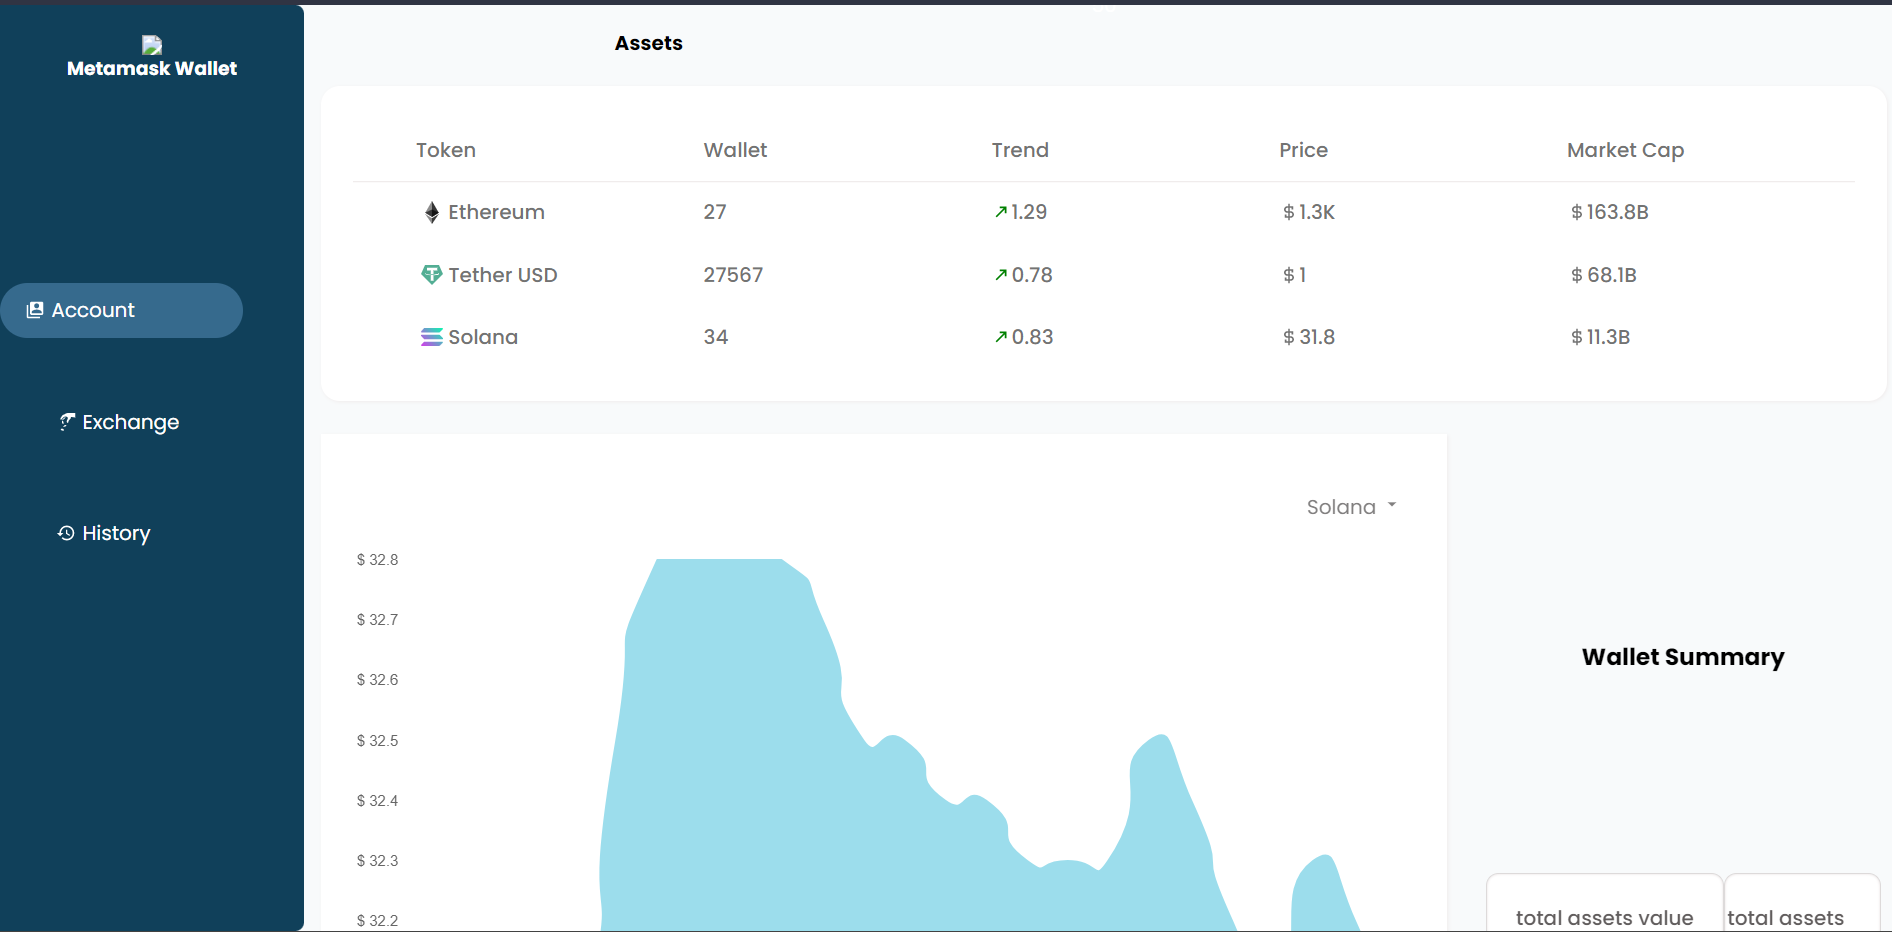 Metamask Wallet
Account
Exchange
History
Assets
Token Wallet Trend Price Market Cap
Ethereum 27 1.29 $ 1.3K $ 163.8B
Tether USD 27567 0.78 $ 1 $ 68.1B
Solana 34 0.83 $ 31.8 $ 11.3B
Solana
$ 32.8
$ 32.7
$ 32.6
$ 32.5
$ 32.4
$ 32.3
$ 32.2
Wallet Summary
total assets value total assets